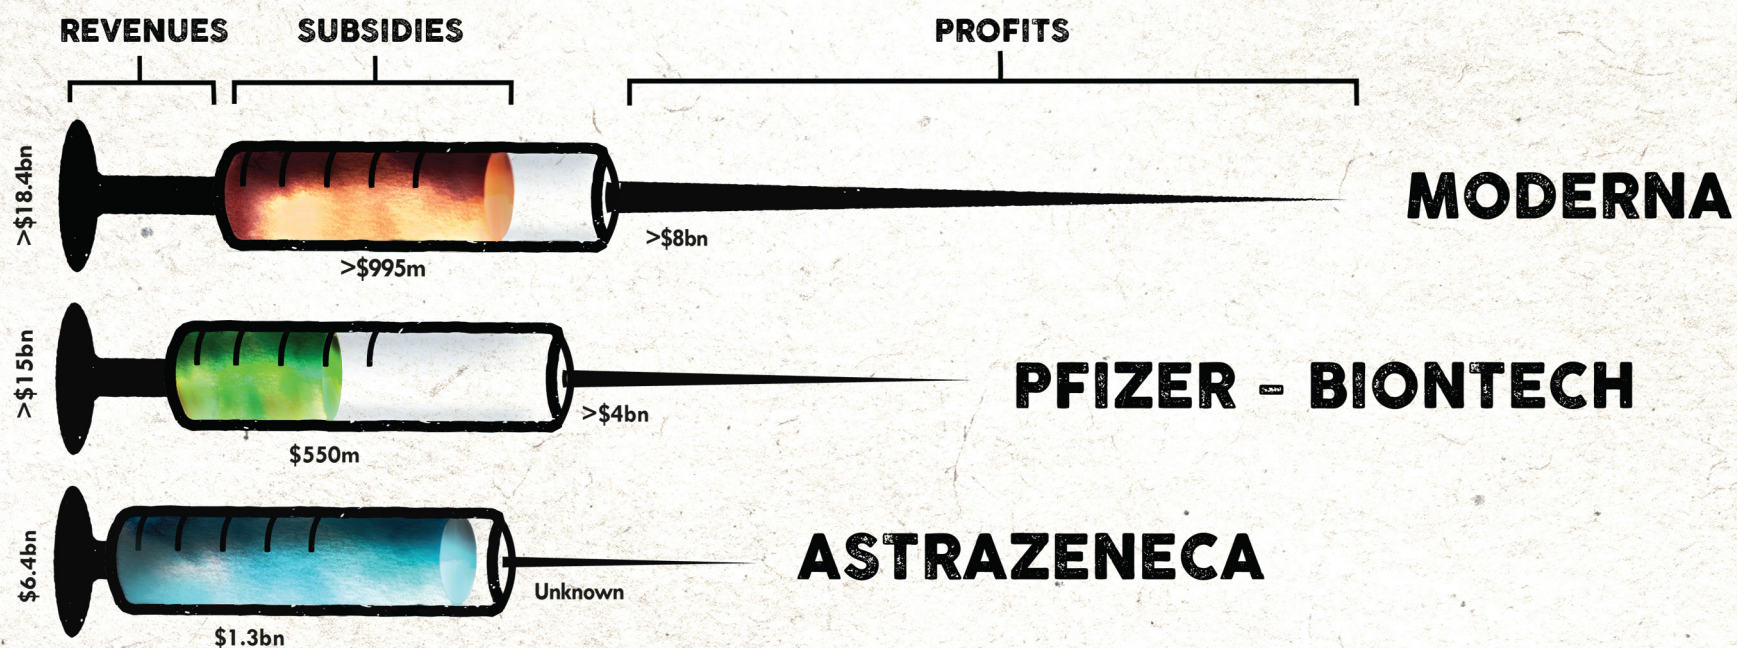 REVENUES
SUBSIDIES
PROFITS
>$18.4bn
>$995m
>$8bn
MODERNA
>$15bn
$550m
>$4bn
PFIZER - BIONTECH
$6.4bn
$1.3bn
Unknown
ASTRAZENECA